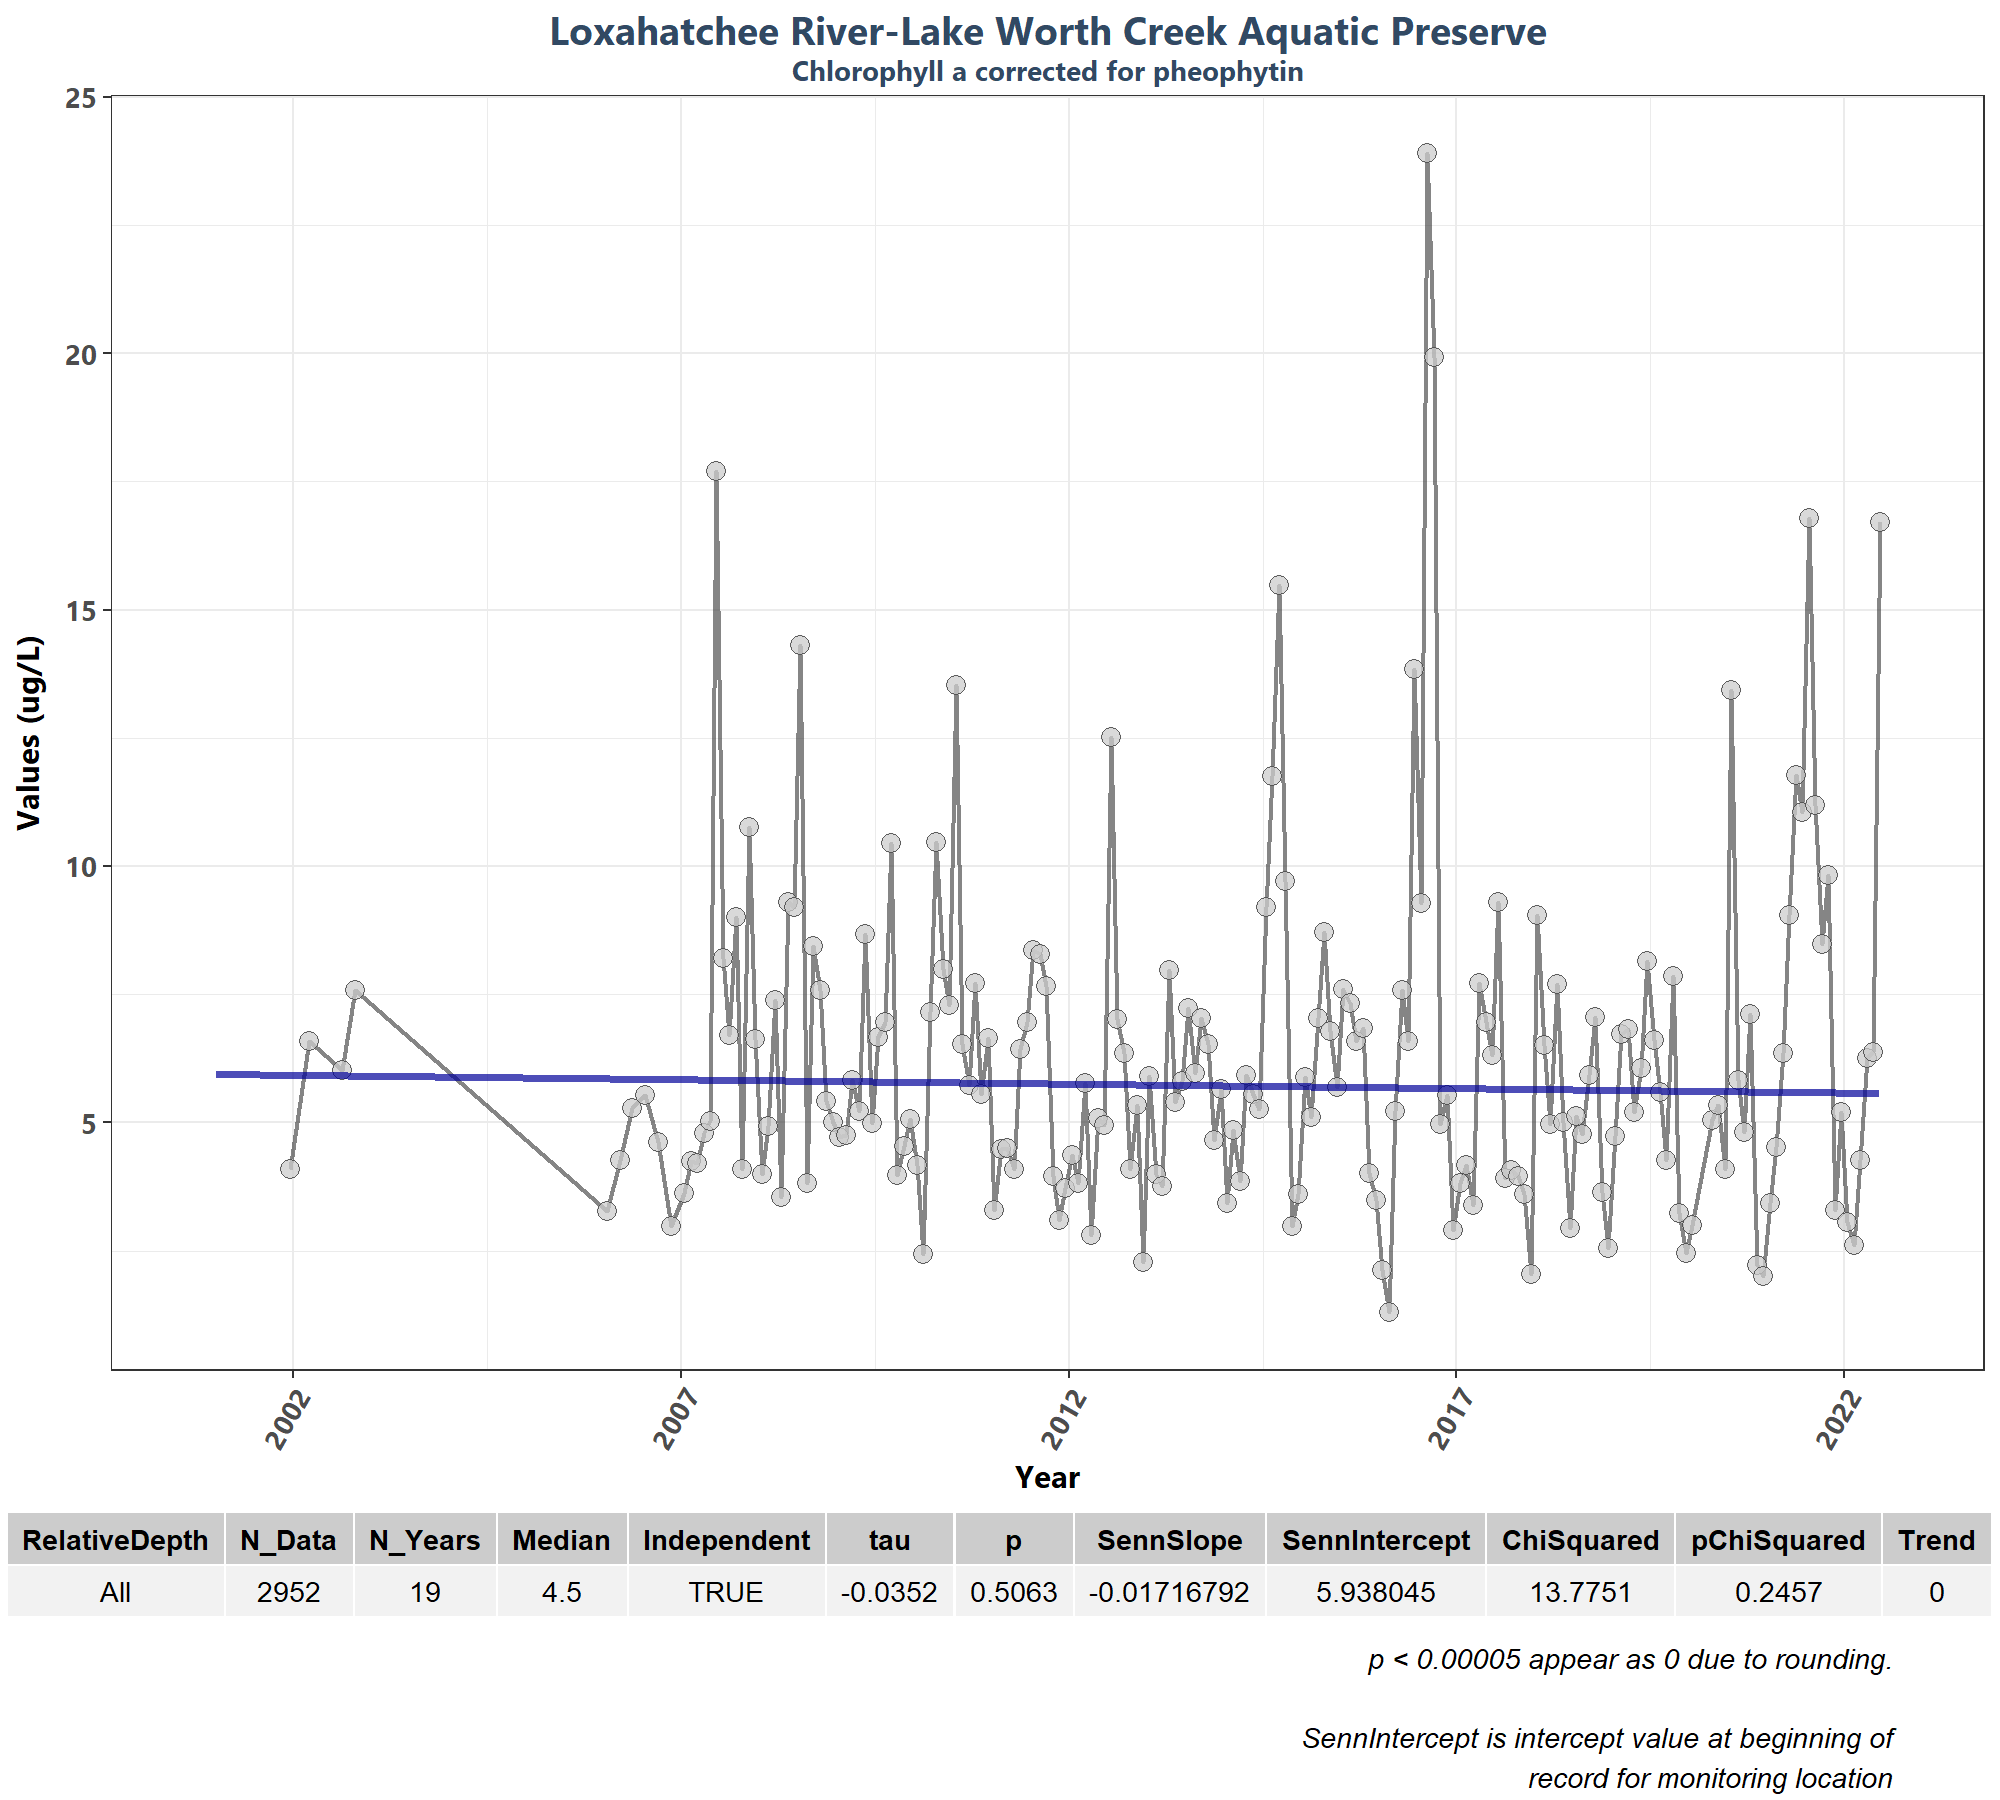 Loxahatchee River-Lake Worth Creek Aquatic Preserve
Chlorophyll a corrected for pheophytin
25
20
15
10
5
Values (ug/L)
2002
2007
2012
2017
2022
Year
RelativeDepth N_Data N_Years Median Independent tau p SennSlope SennIntercept ChiSquared pChiSquared Trend
All 2952 19 4.5 TRUE -0.0352 0.5063 -0.01716792 5.938045 13.7751 0.2457 0
p < 0.00005 appear as 0 due to rounding.
SennIntercept is intercept value at beginning of
record for monitoring location